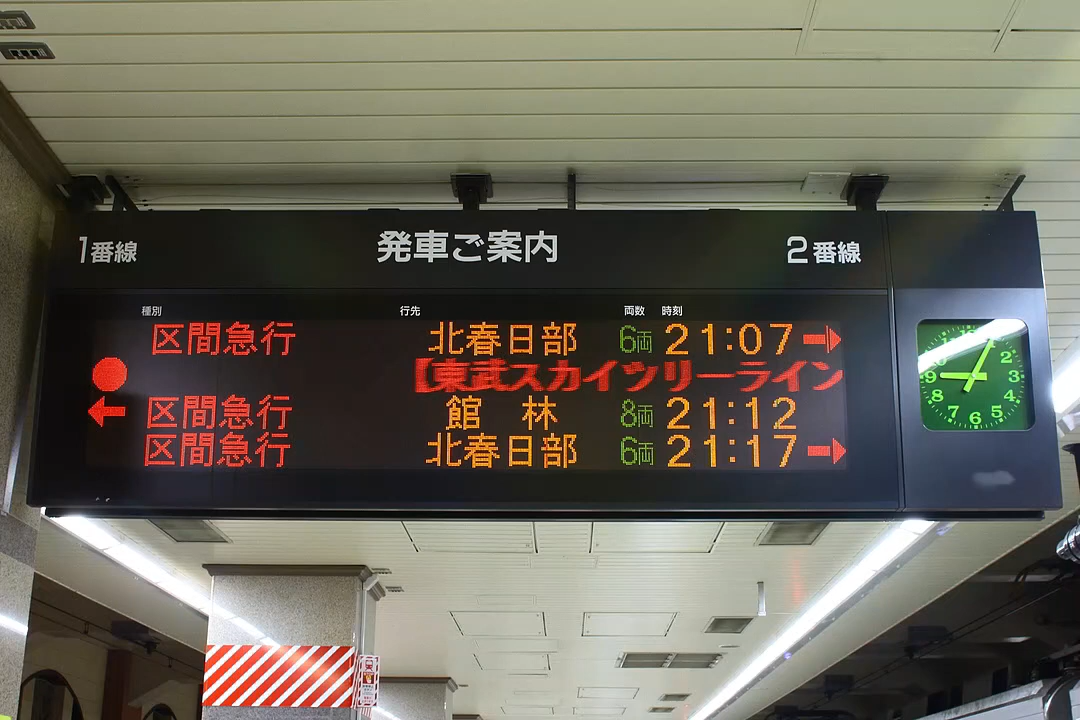 1番線 発車ご案内 2番線
種別 行先 両数 時刻
区間急行 北春日部 6両 21:07
【東武スカイツリーライン
区間急行 館 林 8両 21:12
区間急行 北春日部 6両 21:17